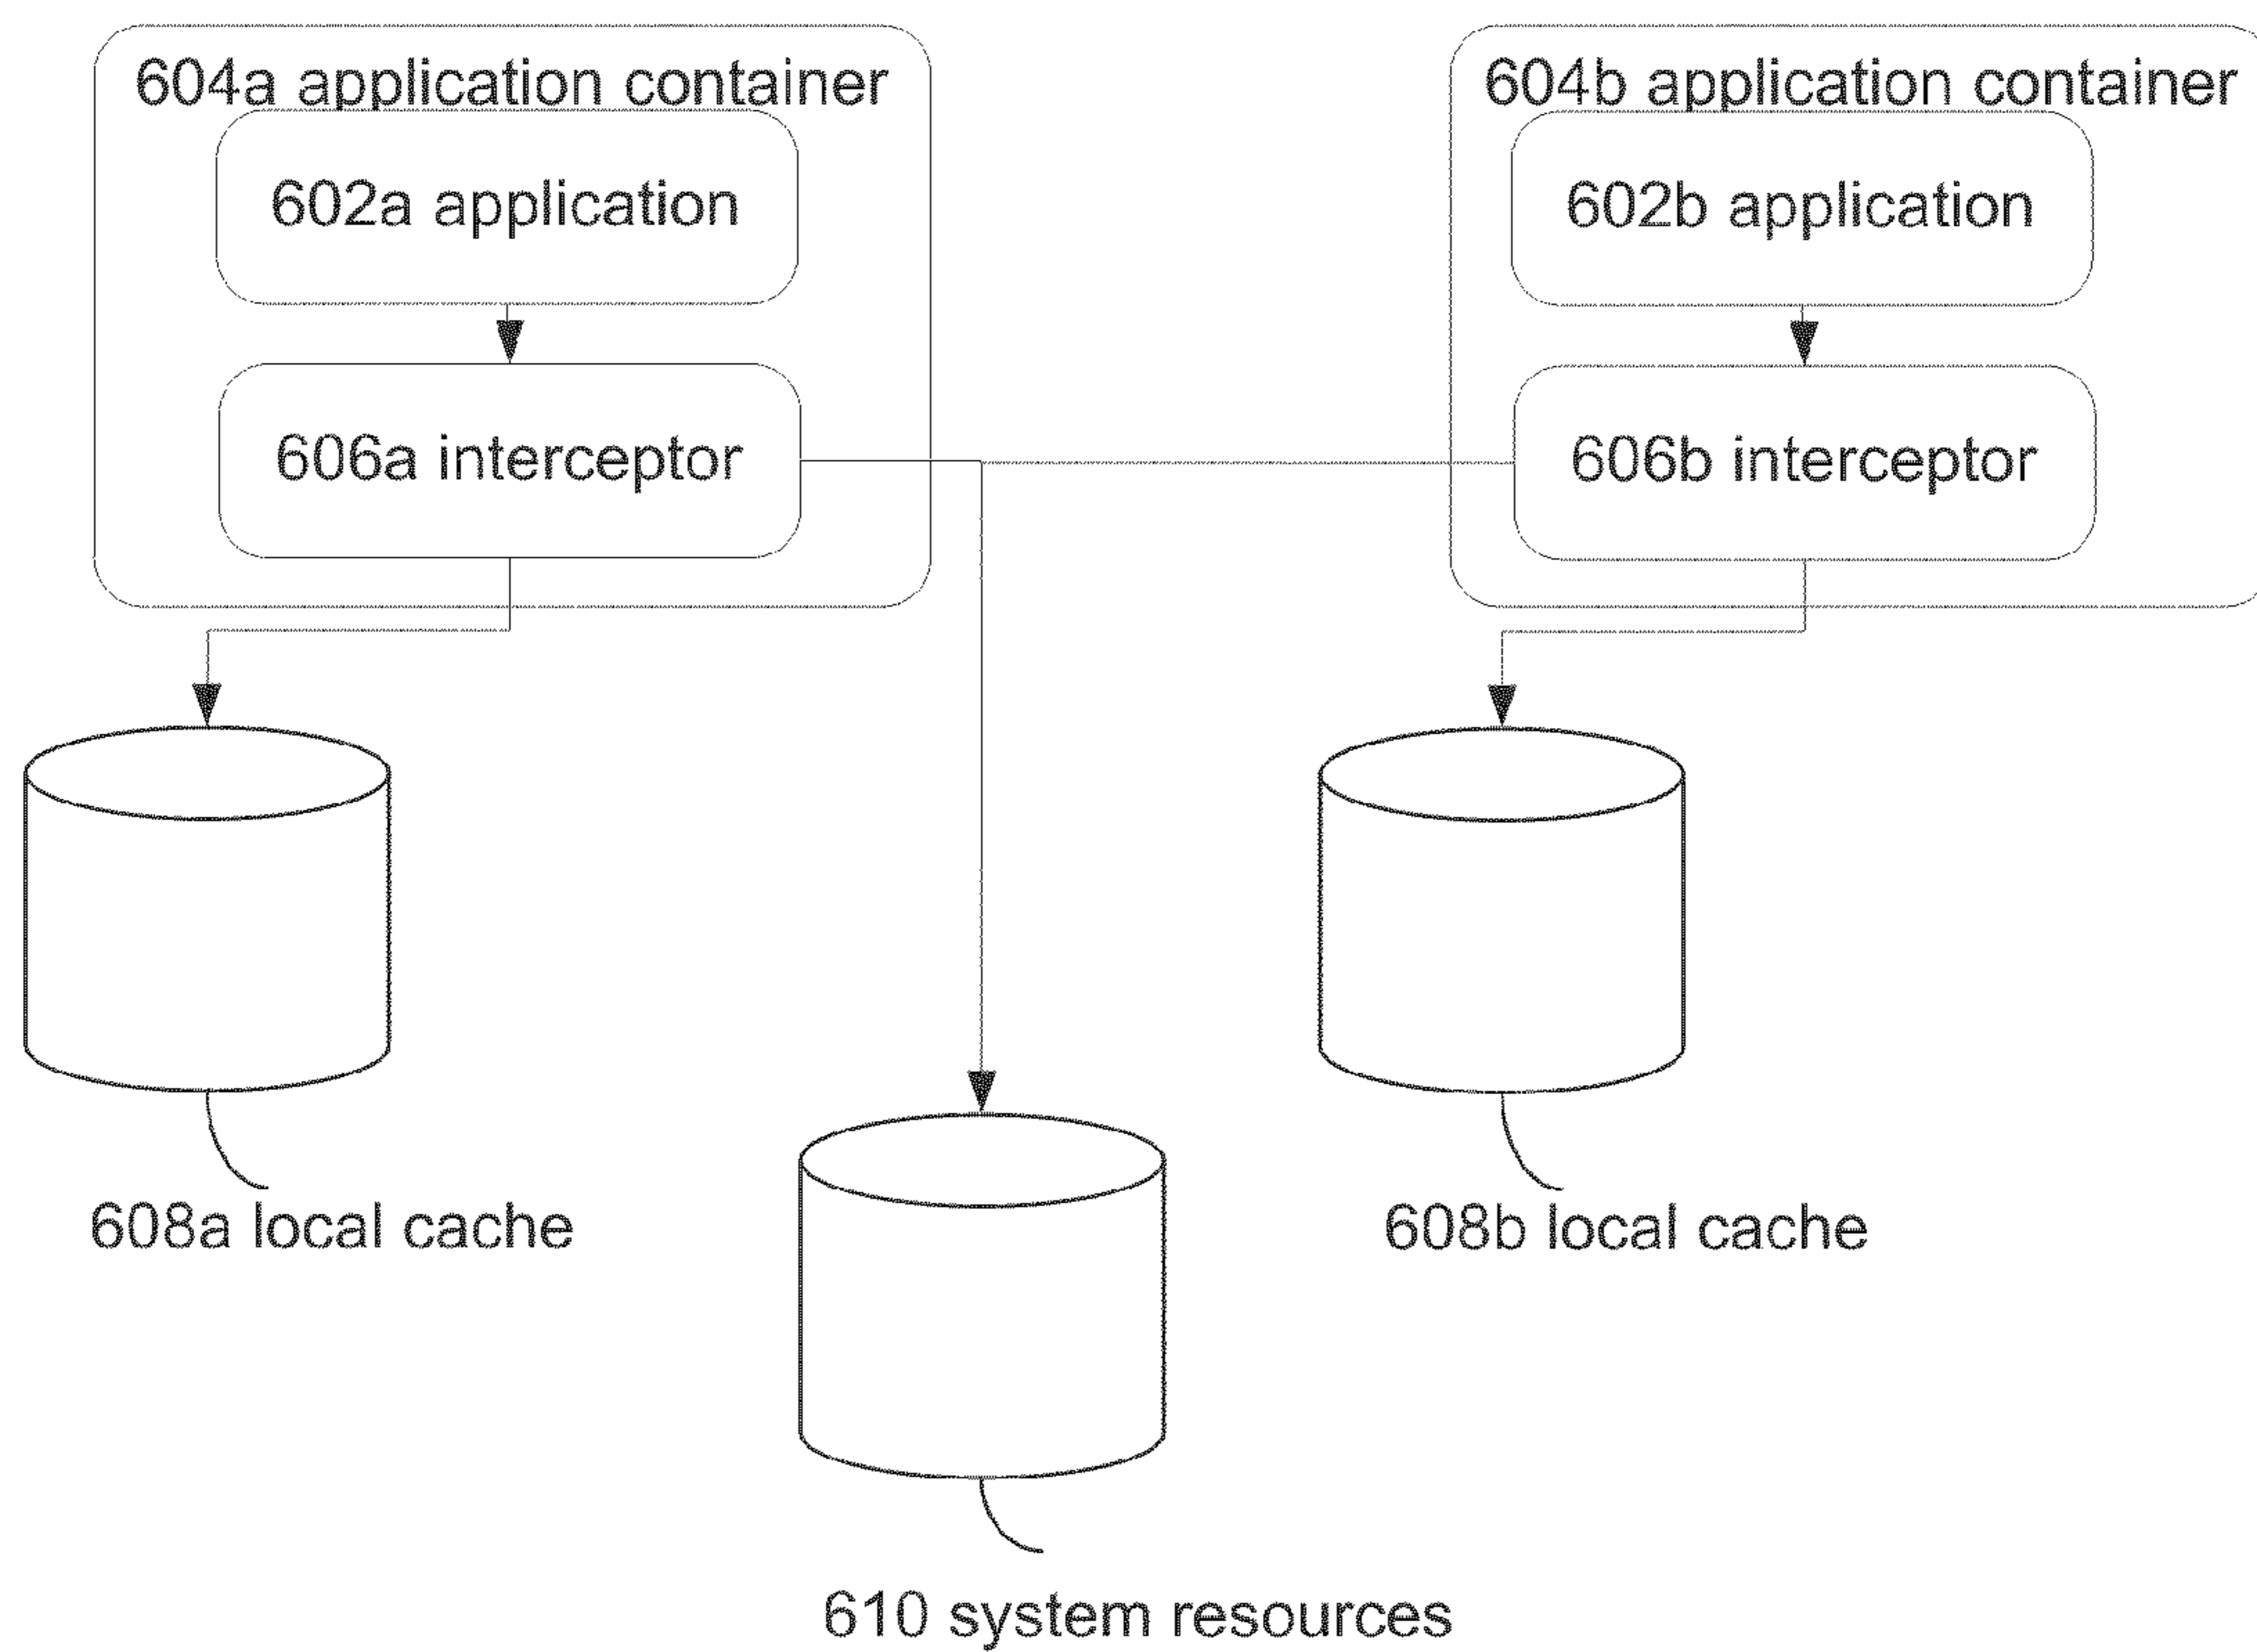 604a application container
604b application container
602a application
602b application
606a interceptor
606b interceptor
608a local cache
608b local cache
610 system resources